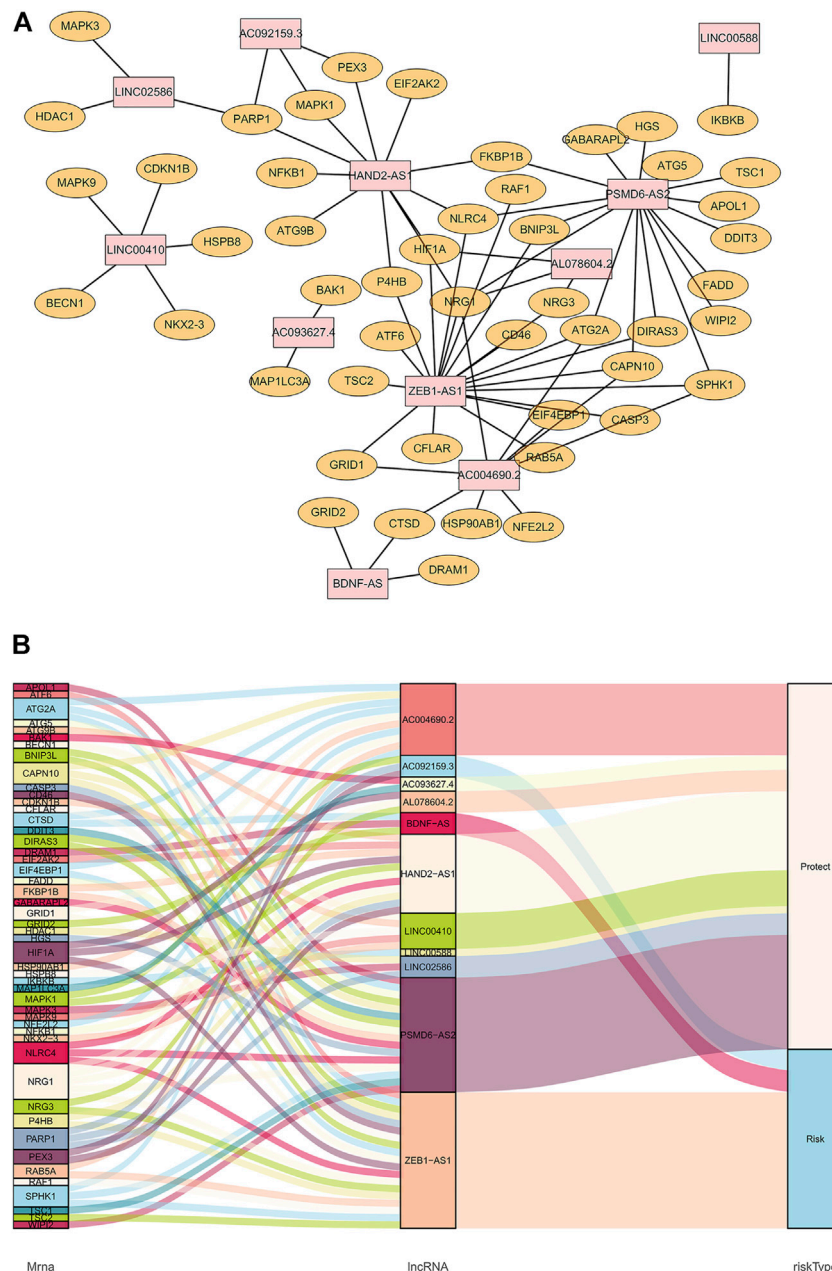 A
MAPK3
AC092159.3
LINC00588
PEX3
EIF2AK2
LINC02586
MAPK1
HDAC1
PARP1
IKBKB
HGS
GABARAPL2
FKBP1B
CDKN1B
ATG5
MAPK9
NFKB1
HAND2-AS1
RAF1
TSC1
PSMD6-AS2
NLRC4
APOL1
ATG9B
BNIP3L
HSPB8
DDIT3
LINC00410
HIF1A
AL078604.2
P4HB
FADD
BAK1
BECN1
NRG1
NRG3
NKX2-3
WIPI2
AC093627.4
ATF6
CD46
ATG2A
DIRAS3
CAPN10
MAP1LC3A
TSC2
ZEB1-AS1
SPHK1
EIF4EBP1
CASP3
CFLAR
RAB5A
GRID1
AC004690.2
GRID2
CTSD
HSP90AB1
NFE2L2
DRAM1
BDNF-AS
B
APOL1
ATF6
ATG2A
ATG5
ATG9B
BAK1
BECN1
BNIP3L
CAPN10
CASP3
CD46
CDKN1B
CFLAR
CTSD
DDIT3
DIRAS3
DRAM1
EIF2AK2
EIF4EBP1
FADD
FKBP1B
GABARAPL2
GRID1
GRID2
HDAC1
HGS
HIF1A
HSP90AB1
HSPB8
IKBKB
MAP1LC3A
MAPK1
MAPK3
MAPK9
NFE2L2
NFKB1
NKX2-3
NLRC4
NRG1
NRG3
P4HB
PARP1
PEX3
RAB5A
RAF1
SPHK1
TSC1
TSC2
WIPI2
Mrna
AC004690.2
AC092159.3
AC093627.4
AL078604.2
BDNF-AS
HAND2-AS1
LINC00410
LINC00588
LINC02586
PSMD6-AS2
ZEB1-AS1
lncRNA
Protect
Risk
riskType